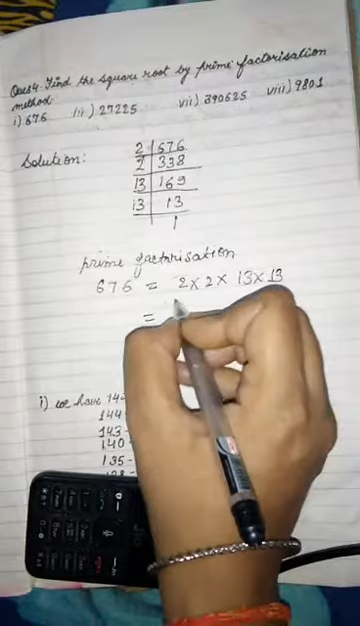 Ques4. Find the square root by prime factorisation
method:
i) 676 iii) 27225 vii) 390625 viii) 9801
Solution:
2 | 676
2 | 338
13 | 169
13 | 13
1
prime factorisation
676 = 2 × 2 × 13 × 13
=
i) we have 144
144
143
140
135 -